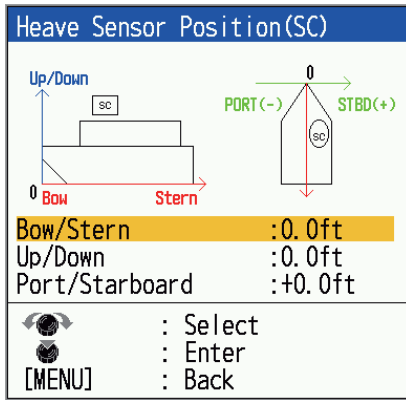 Heave Sensor Position(SC)
Up/Down
SC
0 Bow Stern
0
PORT(-) STBD(+)
SC
Bow/Stern :0.0ft
Up/Down :0.0ft
Port/Starboard :+0.0ft
: Select
: Enter
[MENU] : Back